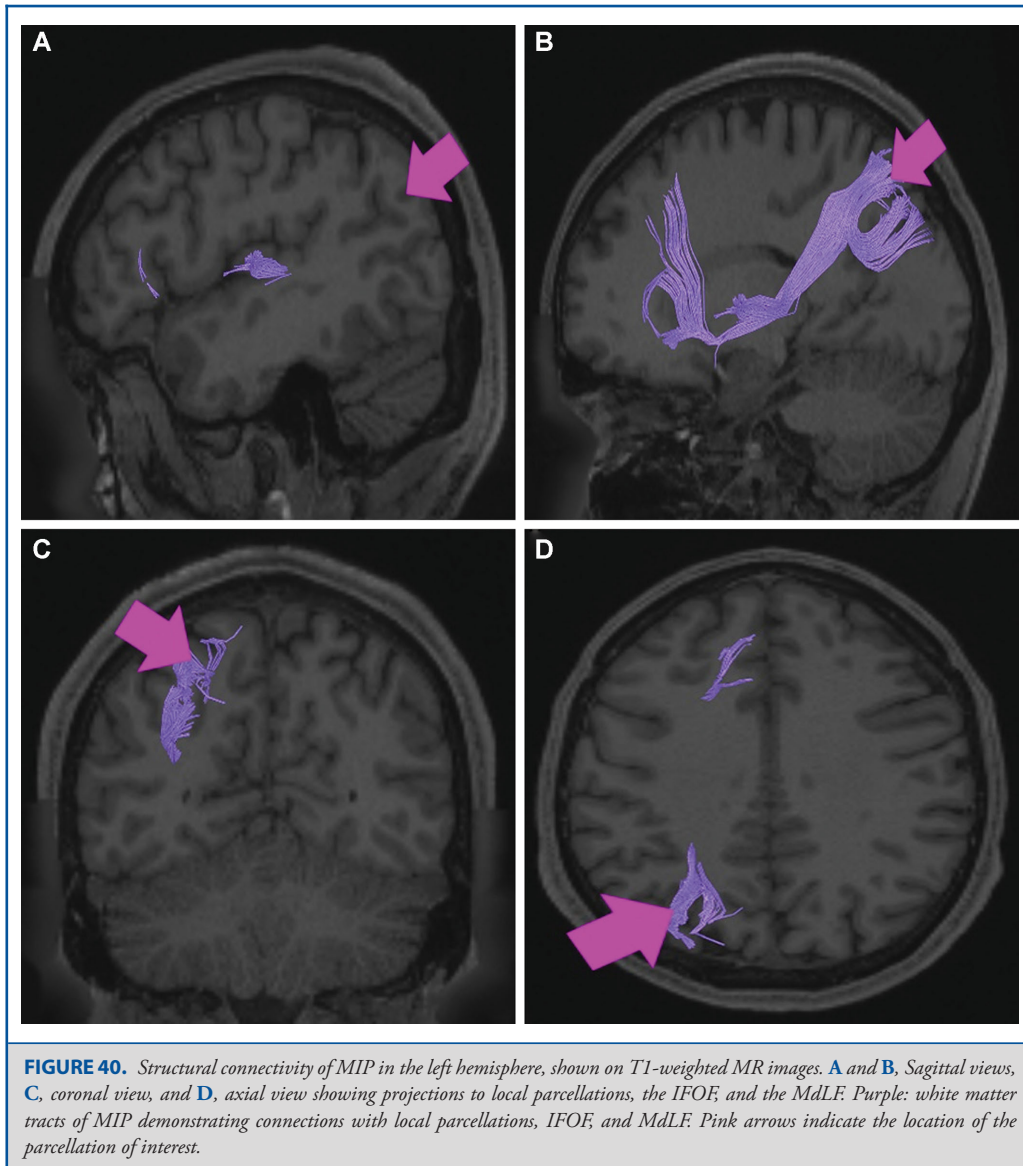 A
B
C
D
FIGURE 40. Structural connectivity of MIP in the left hemisphere, shown on T1-weighted MR images. A and B, Sagittal views,
C, coronal view, and D, axial view showing projections to local parcellations, the IFOF, and the MdLF. Purple: white matter
tracts of MIP demonstrating connections with local parcellations, IFOF, and MdLF. Pink arrows indicate the location of the
parcellation of interest.